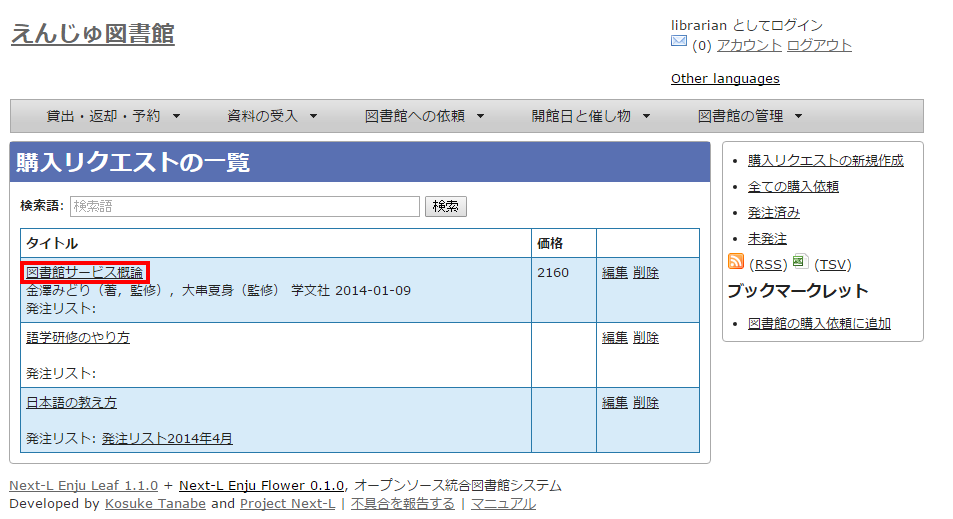 えんじゅ図書館
librarian としてログイン
(0) アカウント ログアウト
Other languages
貸出・返却・予約 ▼ 資料の受入 ▼ 図書館への依頼 ▼ 開館日と催し物 ▼ 図書館の管理 ▼
購入リクエストの一覧
検索語: 検索語 検索
タイトル 価格
図書館サービス概論 2160 編集 削除
金澤みどり（著，監修），大串夏身（監修） 学文社 2014-01-09
発注リスト:
語学研修のやり方 編集 削除
発注リスト:
日本語の教え方 編集 削除
発注リスト: 発注リスト2014年4月
• 購入リクエストの新規作成
• 全ての購入依頼
• 発注済み
• 未発注
(RSS) (TSV)
ブックマークレット
• 図書館の購入依頼に追加
Next-L Enju Leaf 1.1.0 + Next-L Enju Flower 0.1.0, オープンソース統合図書館システム
Developed by Kosuke Tanabe and Project Next-L | 不具合を報告する | マニュアル